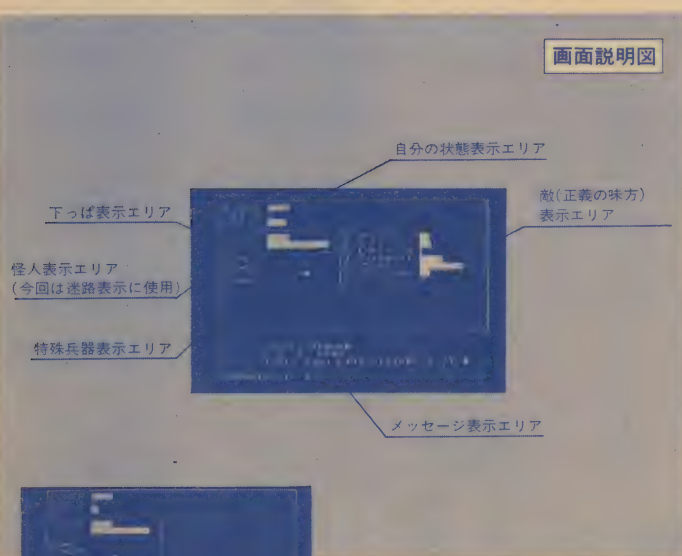 画面説明図
自分の状態表示エリア
敵(正義の味方)
表示エリア
下っぱ表示エリア
怪人表示エリア
(今回は迷路表示に使用)
特殊兵器表示エリア
メッセージ表示エリア